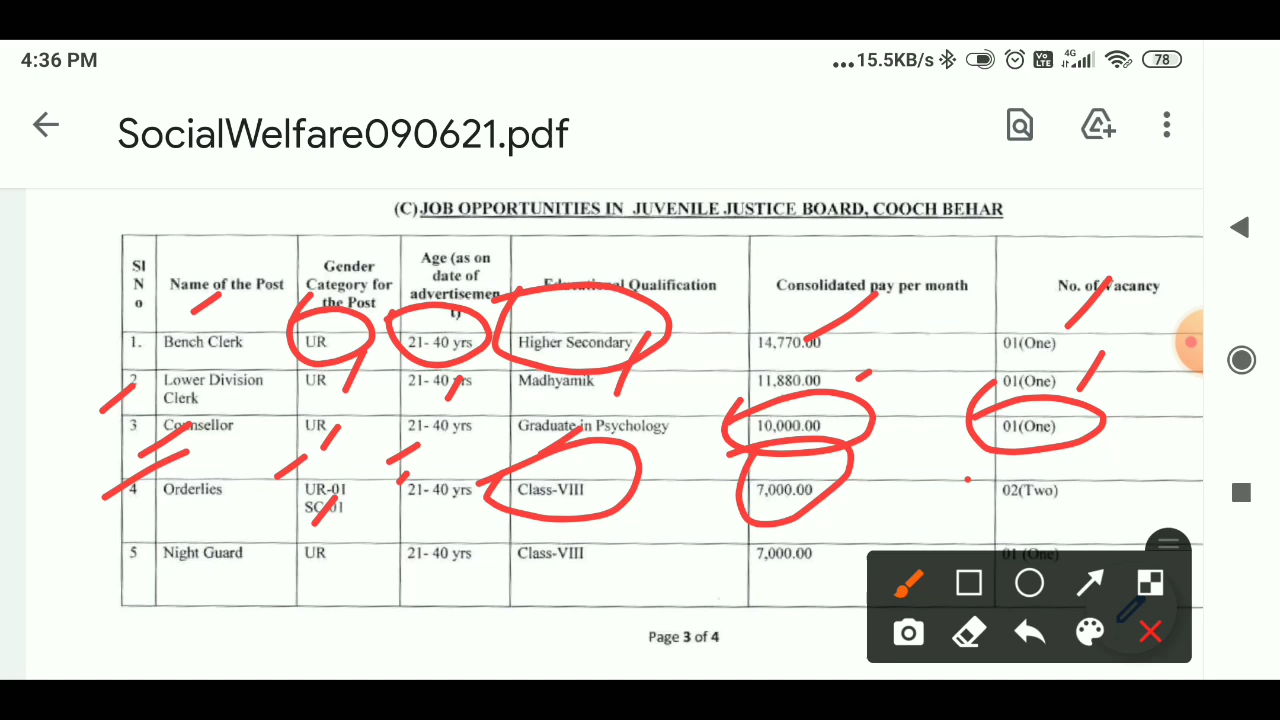 4:36 PM
...15.5KB/s
Vo LTE
4G
78
SocialWelfare090621.pdf
(C)JOB OPPORTUNITIES IN JUVENILE JUSTICE BOARD, COOCH BEHAR
Sl N o Name of the Post Gender Category for the Post Age (as on date of advertisemen t) Educational Qualification Consolidated pay per month No. of Vacancy
1. Bench Clerk UR 21- 40 yrs Higher Secondary 14,770.00 01(One)
2 Lower Division Clerk UR 21- 40 yrs Madhyamik 11,880.00 01(One)
3 Counsellor UR 21- 40 yrs Graduate in Psychology 10,000.00 01(One)
4 Orderlies UR-01 SC-01 21- 40 yrs Class-VIII 7,000.00 02(Two)
5 Night Guard UR 21- 40 yrs Class-VIII 7,000.00 01 (One)
Page 3 of 4